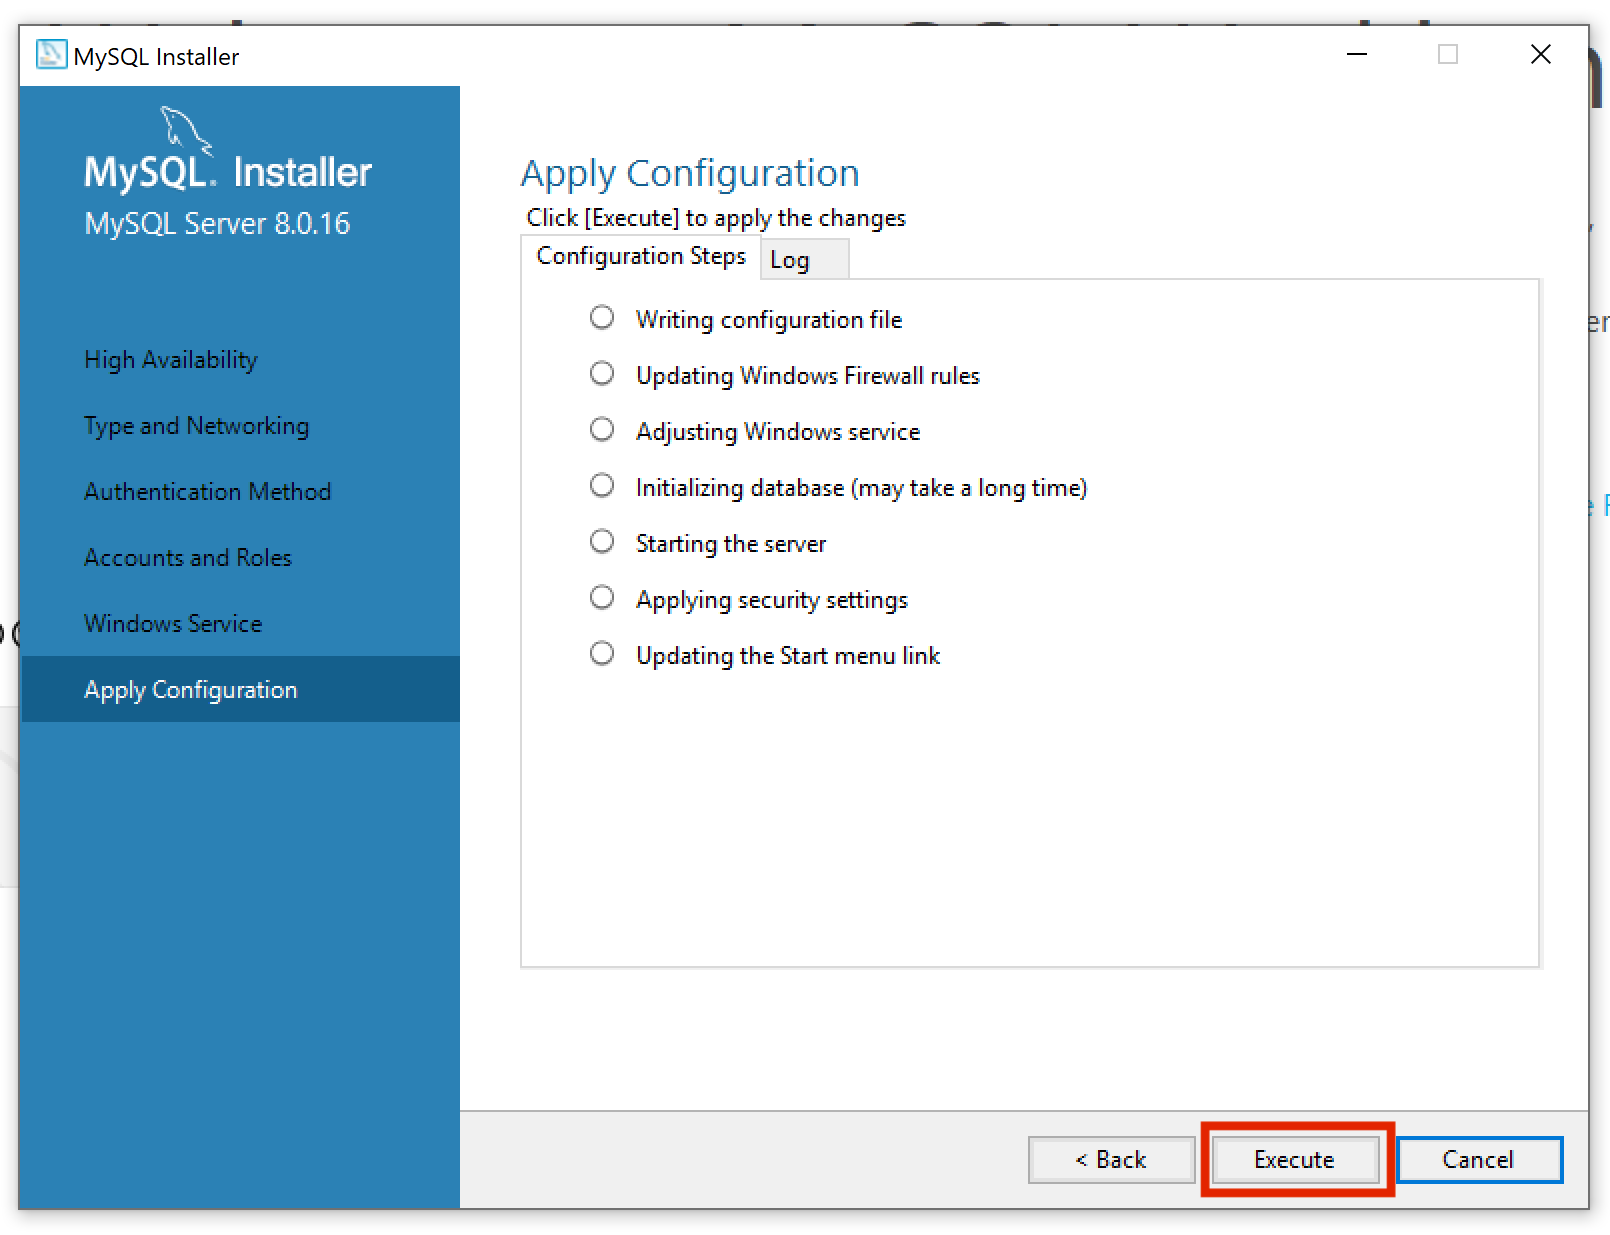 MySQL Installer
MySQL. Installer
MySQL Server 8.0.16
High Availability
Type and Networking
Authentication Method
Accounts and Roles
Windows Service
Apply Configuration
Apply Configuration
Click [Execute] to apply the changes
Configuration Steps
Log
Writing configuration file
Updating Windows Firewall rules
Adjusting Windows service
Initializing database (may take a long time)
Starting the server
Applying security settings
Updating the Start menu link
< Back
Execute
Cancel